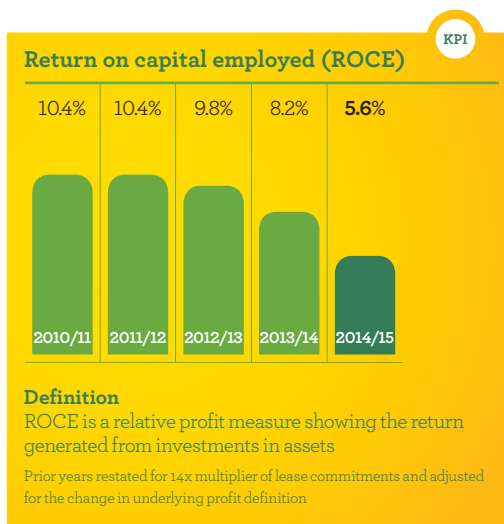 KPI
Return on capital employed (ROCE)
10.4% 10.4% 9.8% 8.2% 5.6%
2010/11 2011/12 2012/13 2013/14 2014/15
Definition
ROCE is a relative profit measure showing the return
generated from investments in assets
Prior years restated for 14x multiplier of lease commitments and adjusted
for the change in underlying profit definition